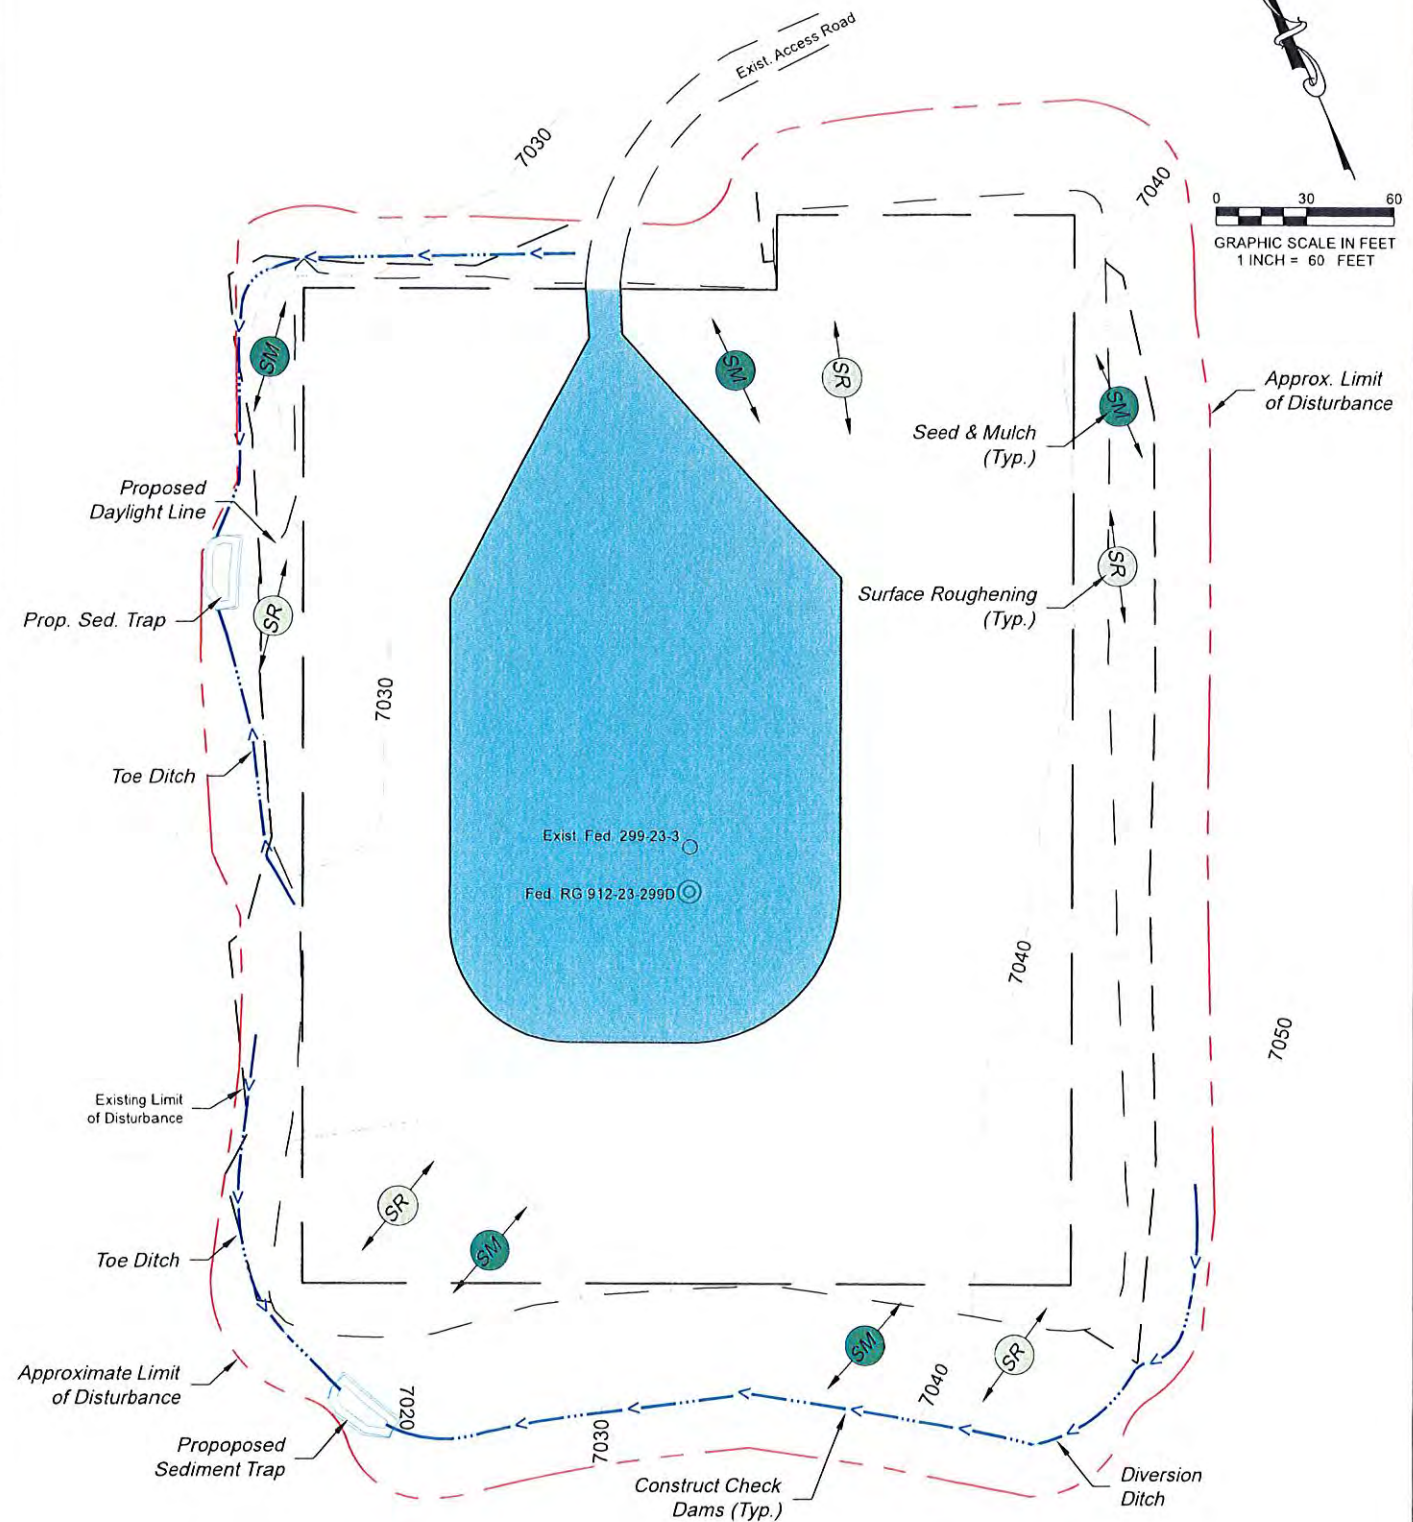 Exist. Access Road
7030
7040
0 30 60
GRAPHIC SCALE IN FEET
1 INCH = 60 FEET
SM
SM
SR
SM
Approx. Limit
of Disturbance
Seed & Mulch
(Typ.)
Proposed
Daylight Line
SR
Surface Roughening
(Typ.)
Prop. Sed. Trap
SR
7030
Toe Ditch
Exist. Fed. 299-23-3
Fed. RG 912-23-299D
7040
7050
Existing Limit
of Disturbance
SR
SM
Toe Ditch
SM
SR
Approximate Limit
of Disturbance
7020
7040
7030
Propoposed
Sediment Trap
Construct Check
Dams (Typ.)
Diversion
Ditch